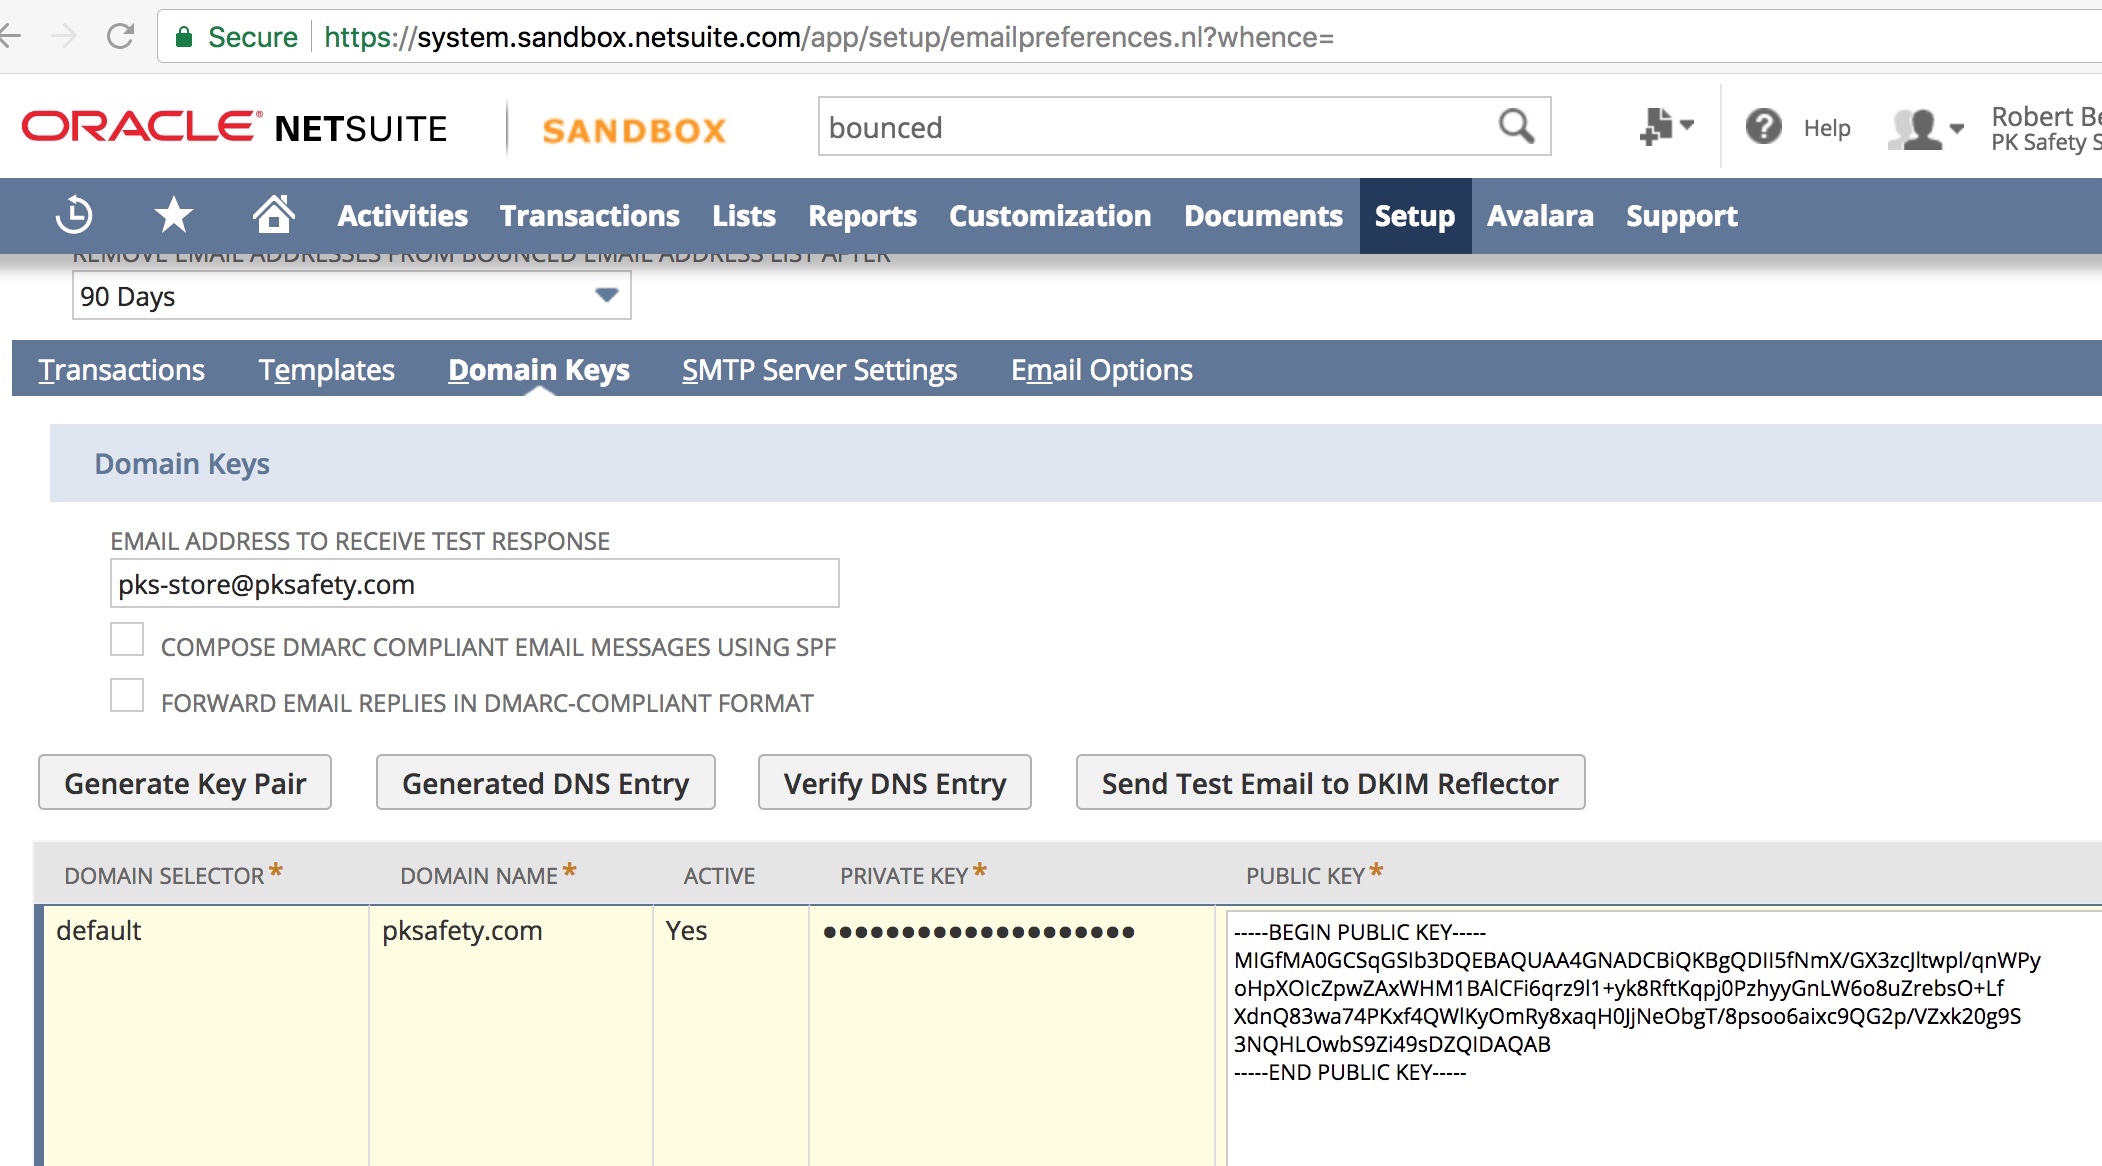 Secure https://system.sandbox.netsuite.com/app/setup/emailpreferences.nl?whence=
ORACLE® NETSUITE SANDBOX bounced Help Robert
PK Safety
Activities Transactions Lists Reports Customization Documents Setup Avalara Support
REMOVE EMAIL ADDRESSES FROM BOUNCED EMAIL ADDRESS LIST AFTER
90 Days
Transactions Templates Domain Keys SMTP Server Settings Email Options
Domain Keys
EMAIL ADDRESS TO RECEIVE TEST RESPONSE
pks-store@pksafety.com
COMPOSE DMARC COMPLIANT EMAIL MESSAGES USING SPF
FORWARD EMAIL REPLIES IN DMARC-COMPLIANT FORMAT
Generate Key Pair Generated DNS Entry Verify DNS Entry Send Test Email to DKIM Reflector
DOMAIN SELECTOR* DOMAIN NAME* ACTIVE PRIVATE KEY* PUBLIC KEY*
default pksafety.com Yes ●●●●●●●●●●●●●●●●●●●● -----BEGIN PUBLIC KEY-----
MIGfMA0GCSqGSIb3DQEBAQUAA4GNADCBiQKBgQDII5fNmX/GX3zcJltwpl/qnWPy
oHpXOIcZpwZAxWHM1BAlCFi6qrz9l1+yk8RftKqpj0PzhyyGnLW6o8uZrebsO+Lf
XdnQ83wa74PKxf4QWlKyOmRy8xaqH0JjNeObgT/8psoo6aixc9QG2p/VZxk20g9S
3NQHLOwbS9Zi49sDZQIDAQAB
-----END PUBLIC KEY-----